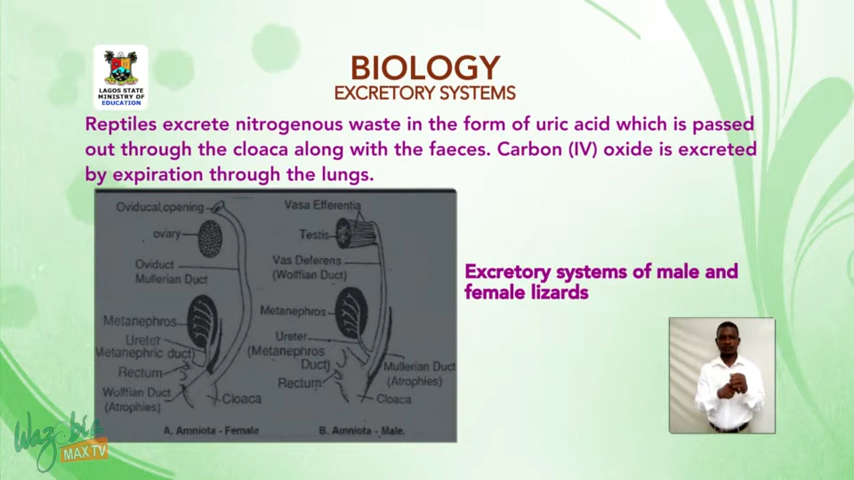 LAGOS STATE
MINISTRY OF
EDUCATION
BIOLOGY
EXCRETORY SYSTEMS
Reptiles excrete nitrogenous waste in the form of uric acid which is passed
out through the cloaca along with the faeces. Carbon (IV) oxide is excreted
by expiration through the lungs.
Oviducal,opening
ovary
Oviduct
Mullerian Duct
Metanephros
Ureter
Metanephric duct)
Rectum
Wolffian Duct
(Atrophies)
Cloaca
A. Amniota - Female
Vasa Efferentia
Testis
Vas Deferens
(Wolffian Duct)
Metanephros
Ureter
(Metanephros
Duct)
Rectum
Mullerian Duct
(Atrophies)
Cloaca
B. Amniota - Male.
Excretory systems of male and
female lizards
Wazobia
MAX TV